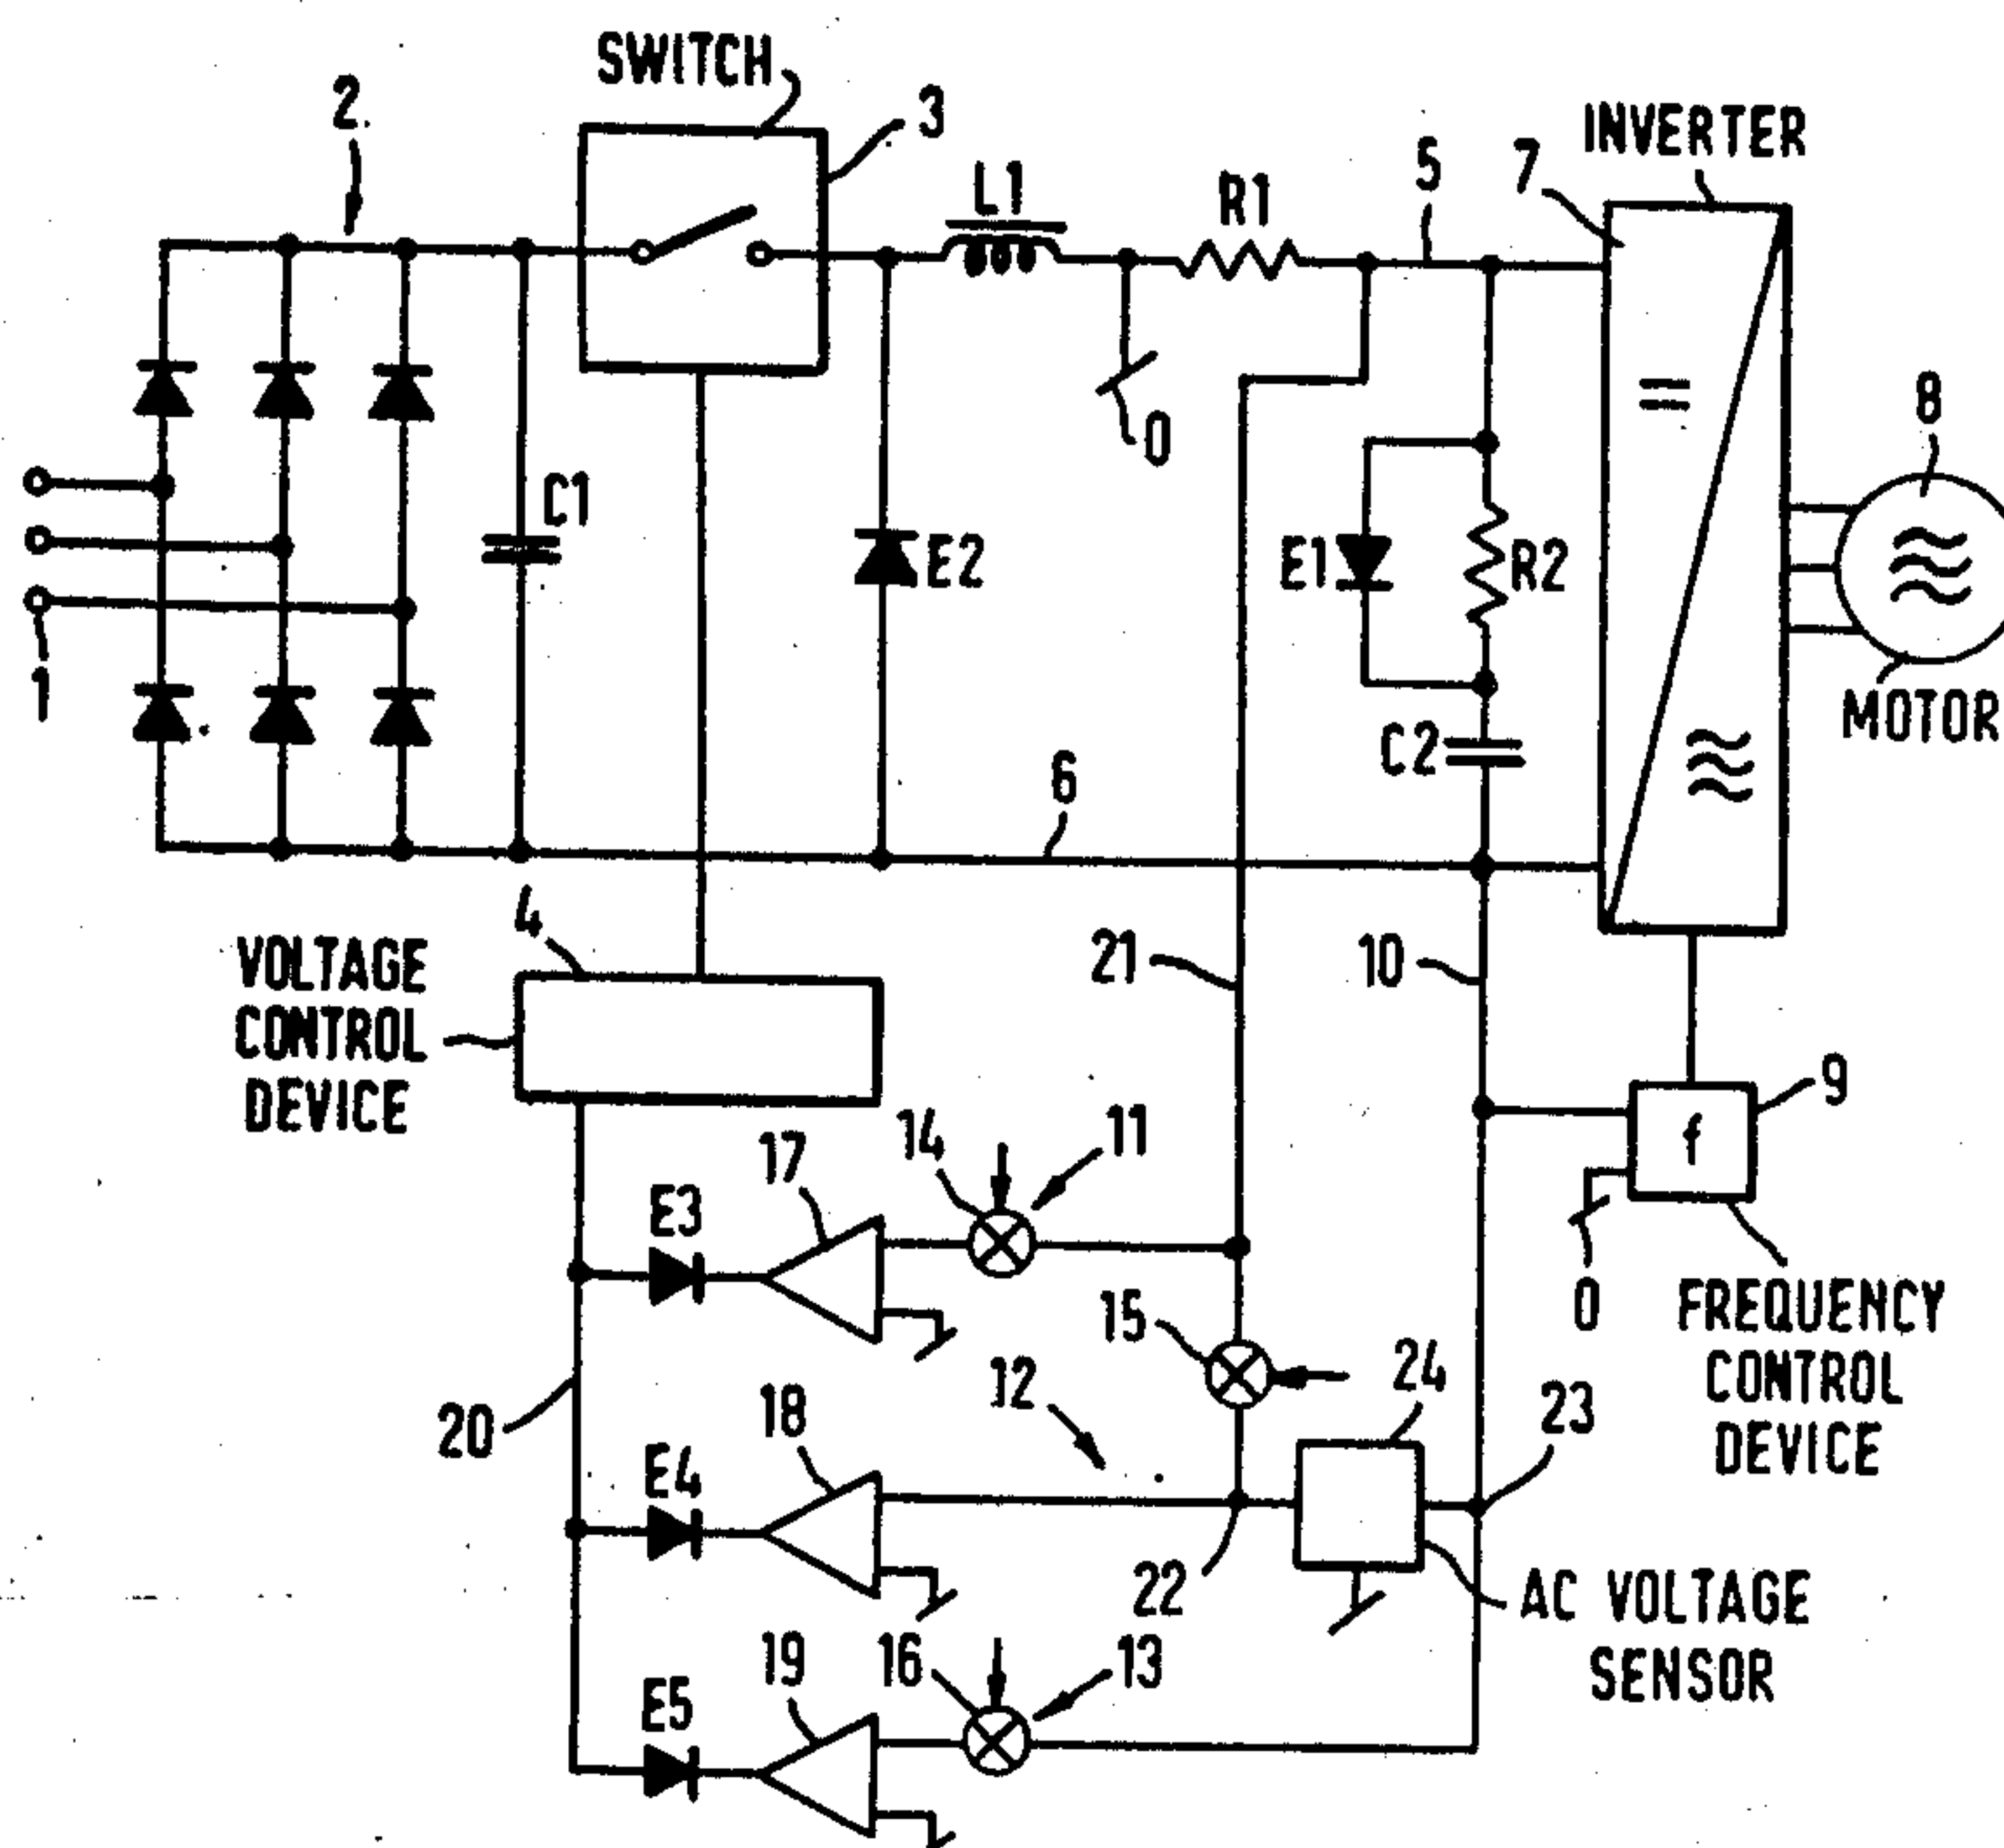 SWITCH
2
3
INVERTER
L1
R1
5
7
0
8
C1
E2
E1
R2
1
MOTOR
C2
6
4
VOLTAGE
CONTROL
DEVICE
21
10
9
f
14
11
17
E3
0
FREQUENCY
CONTROL
DEVICE
15
24
12
23
20
18
E4
22
AC VOLTAGE
SENSOR
19
16
13
E5